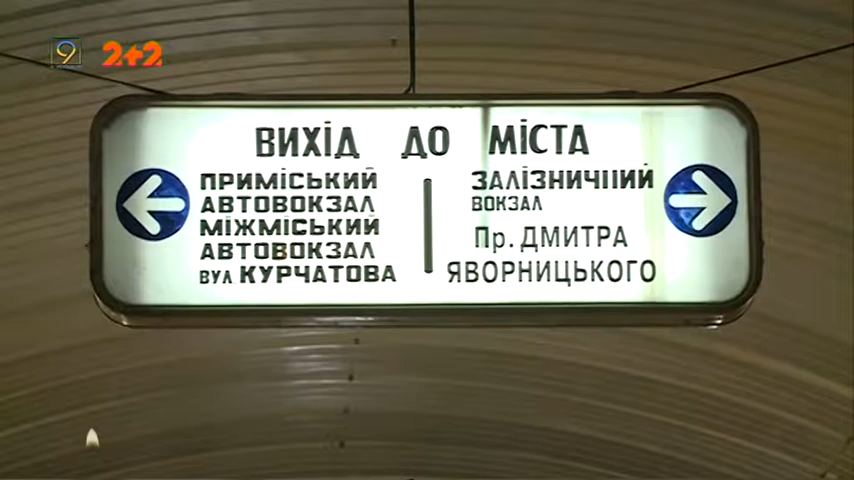 9 2+2
ВИХІД ДО МІСТА
ПРИМІСЬКИЙ
АВТОВОКЗАЛ
МІЖМІСЬКИЙ
АВТОВОКЗАЛ
ВУЛ. КУРЧАТОВА
ЗАЛІЗНИЧНИЙ
ВОКЗАЛ
Пр. ДМИТРА
ЯВОРНИЦЬКОГО